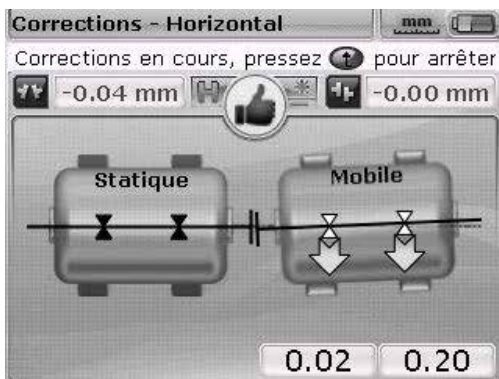 Corrections - Horizontal mm
Corrections en cours, pressez pour arrêter
-0.04 mm -0.00 mm
Statique Mobile
0.02 0.20